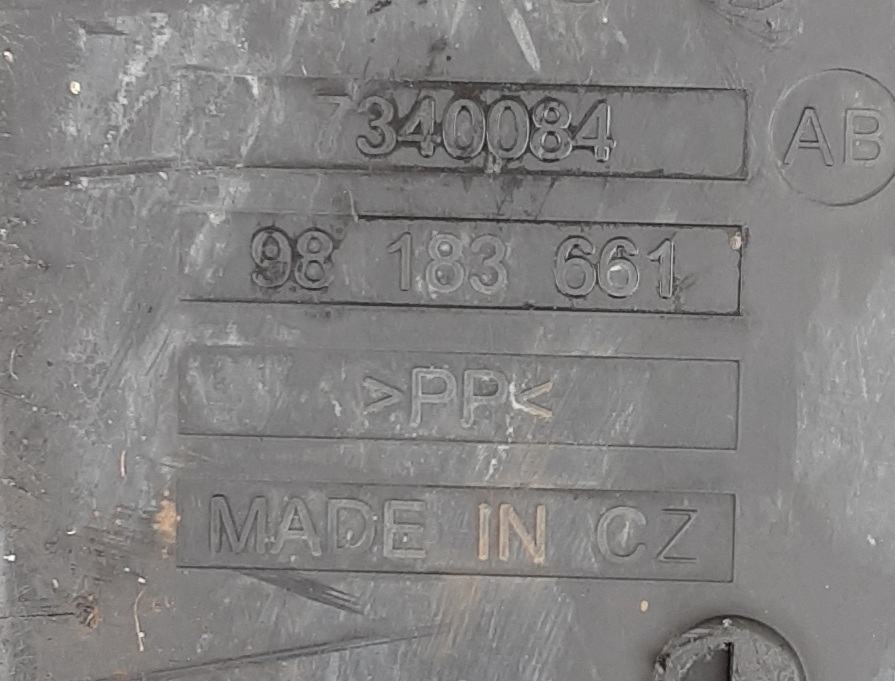 7340084
AB
98 183 661
>PP<
MADE IN CZ